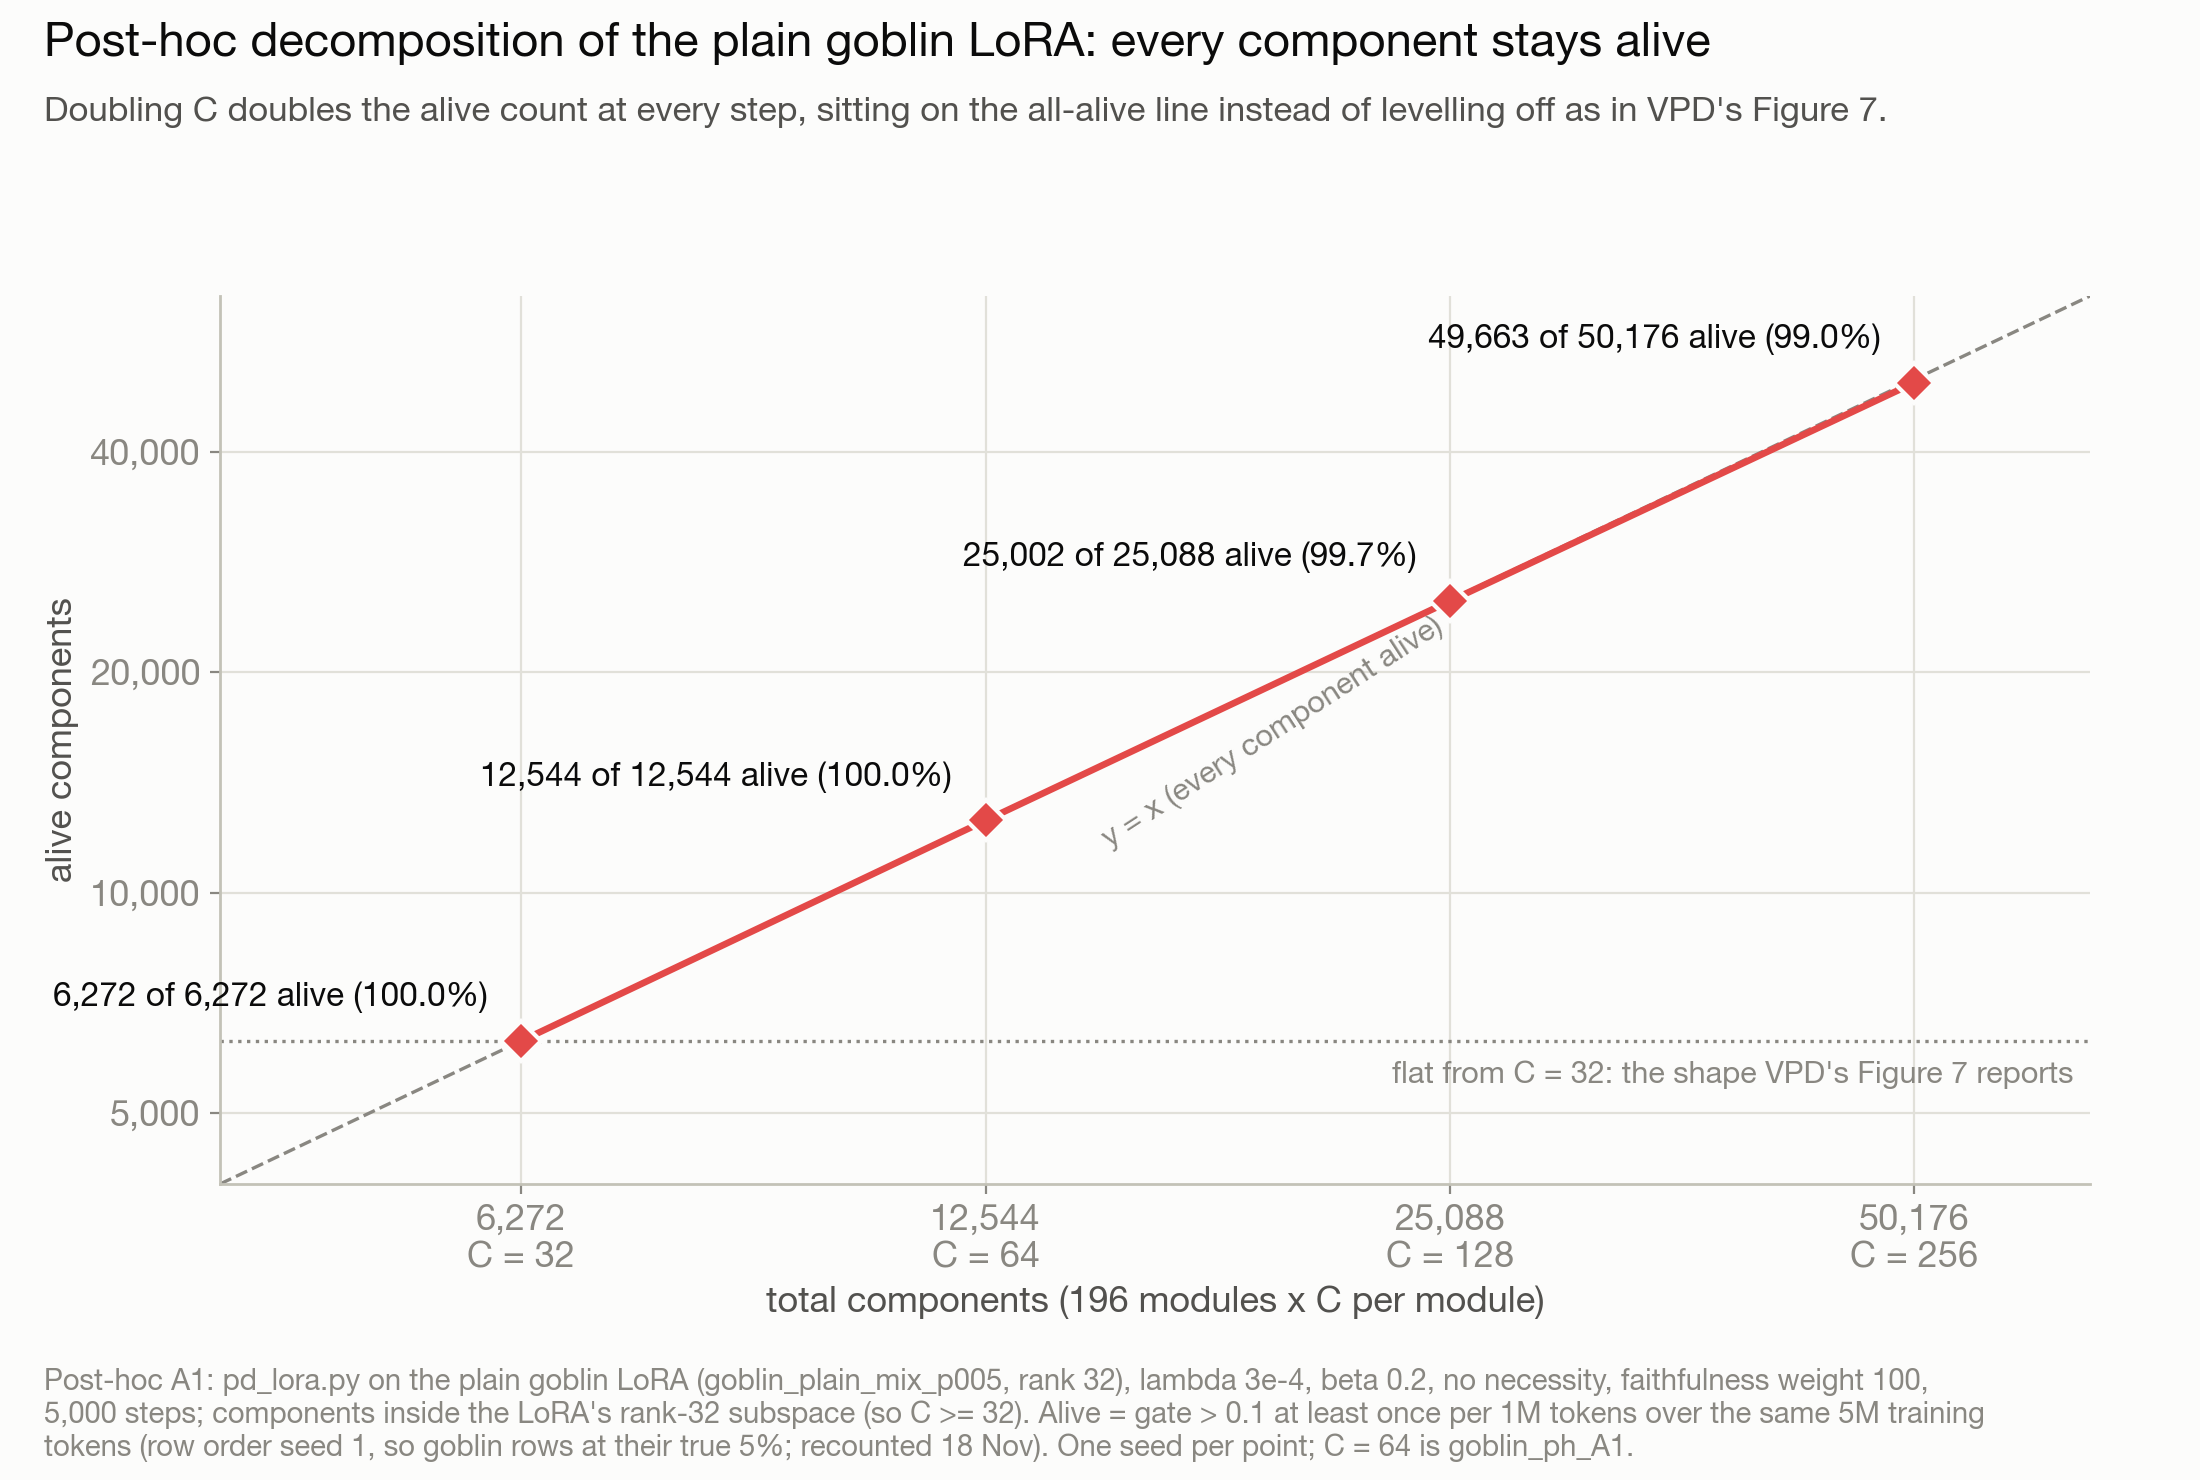 Post-hoc decomposition of the plain goblin LoRA: every component stays alive
Doubling C doubles the alive count at every step, sitting on the all-alive line instead of levelling off as in VPD's Figure 7.
49,663 of 50,176 alive (99.0%)
40,000
25,002 of 25,088 alive (99.7%)
alive components
20,000
y = x (every component alive)
12,544 of 12,544 alive (100.0%)
10,000
6,272 of 6,272 alive (100.0%)
flat from C = 32: the shape VPD's Figure 7 reports
5,000
6,272
C = 32
12,544
C = 64
25,088
C = 128
50,176
C = 256
total components (196 modules x C per module)
Post-hoc A1: pd_lora.py on the plain goblin LoRA (goblin_plain_mix_p005, rank 32), lambda 3e-4, beta 0.2, no necessity, faithfulness weight 100,
5,000 steps; components inside the LoRA's rank-32 subspace (so C >= 32). Alive = gate > 0.1 at least once per 1M tokens over the same 5M training
tokens (row order seed 1, so goblin rows at their true 5%; recounted 18 Nov). One seed per point; C = 64 is goblin_ph_A1.